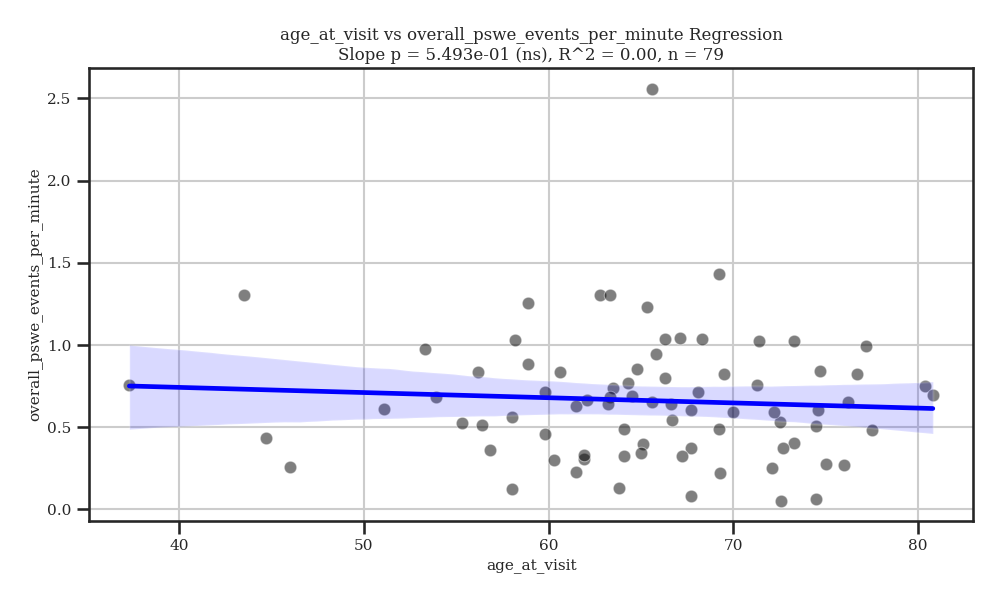 age_at_visit vs overall_pswe_events_per_minute Regression
Slope p = 5.493e-01 (ns), R^2 = 0.00, n = 79
overall_pswe_events_per_minute
2.5
2.0
1.5
1.0
0.5
0.0
40 50 60 70 80
age_at_visit